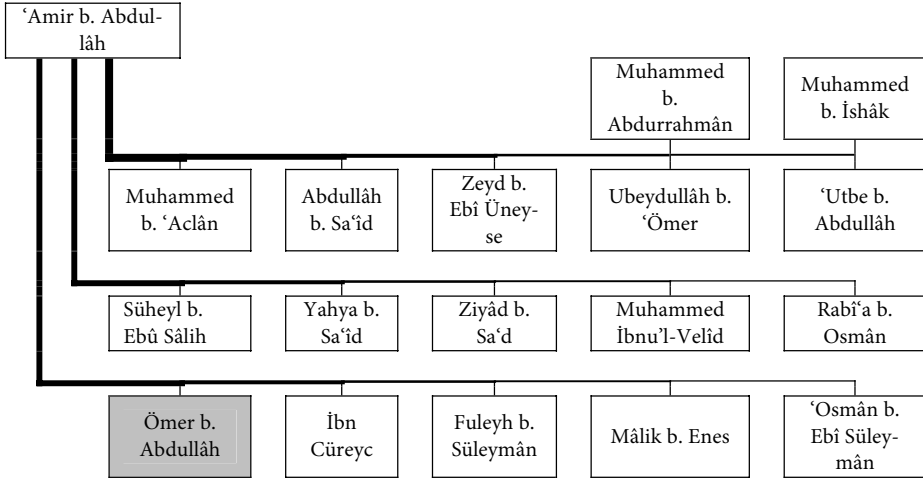 ‘Amir b. Abdul-
lâh
Muhammed
b.
Abdurrahmân
Muhammed
b. İshâk
Muhammed
b. ‘Aclân
Abdullâh
b. Sa‘îd
Zeyd b.
Ebî Üney-
se
Ubeydullâh b.
‘Ömer
‘Utbe b.
Abdullâh
Süheyl b.
Ebû Sâlih
Yahya b.
Sa‘îd
Ziyâd b.
Sa‘d
Muhammed
İbnu’l-Velîd
Rabî‘a b.
Osmân
Ömer b.
Abdullâh
İbn
Cüreyc
Fuleyh b.
Süleymân
Mâlik b. Enes
‘Osmân b.
Ebî Süley-
mân